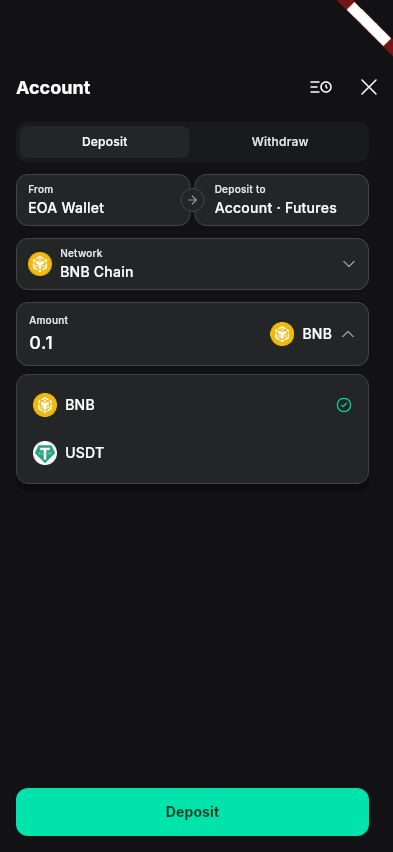 Account
Deposit
Withdraw
From
EOA Wallet
Deposit to
Account · Futures
Network
BNB Chain
Amount
0.1
BNB
BNB
USDT
Deposit